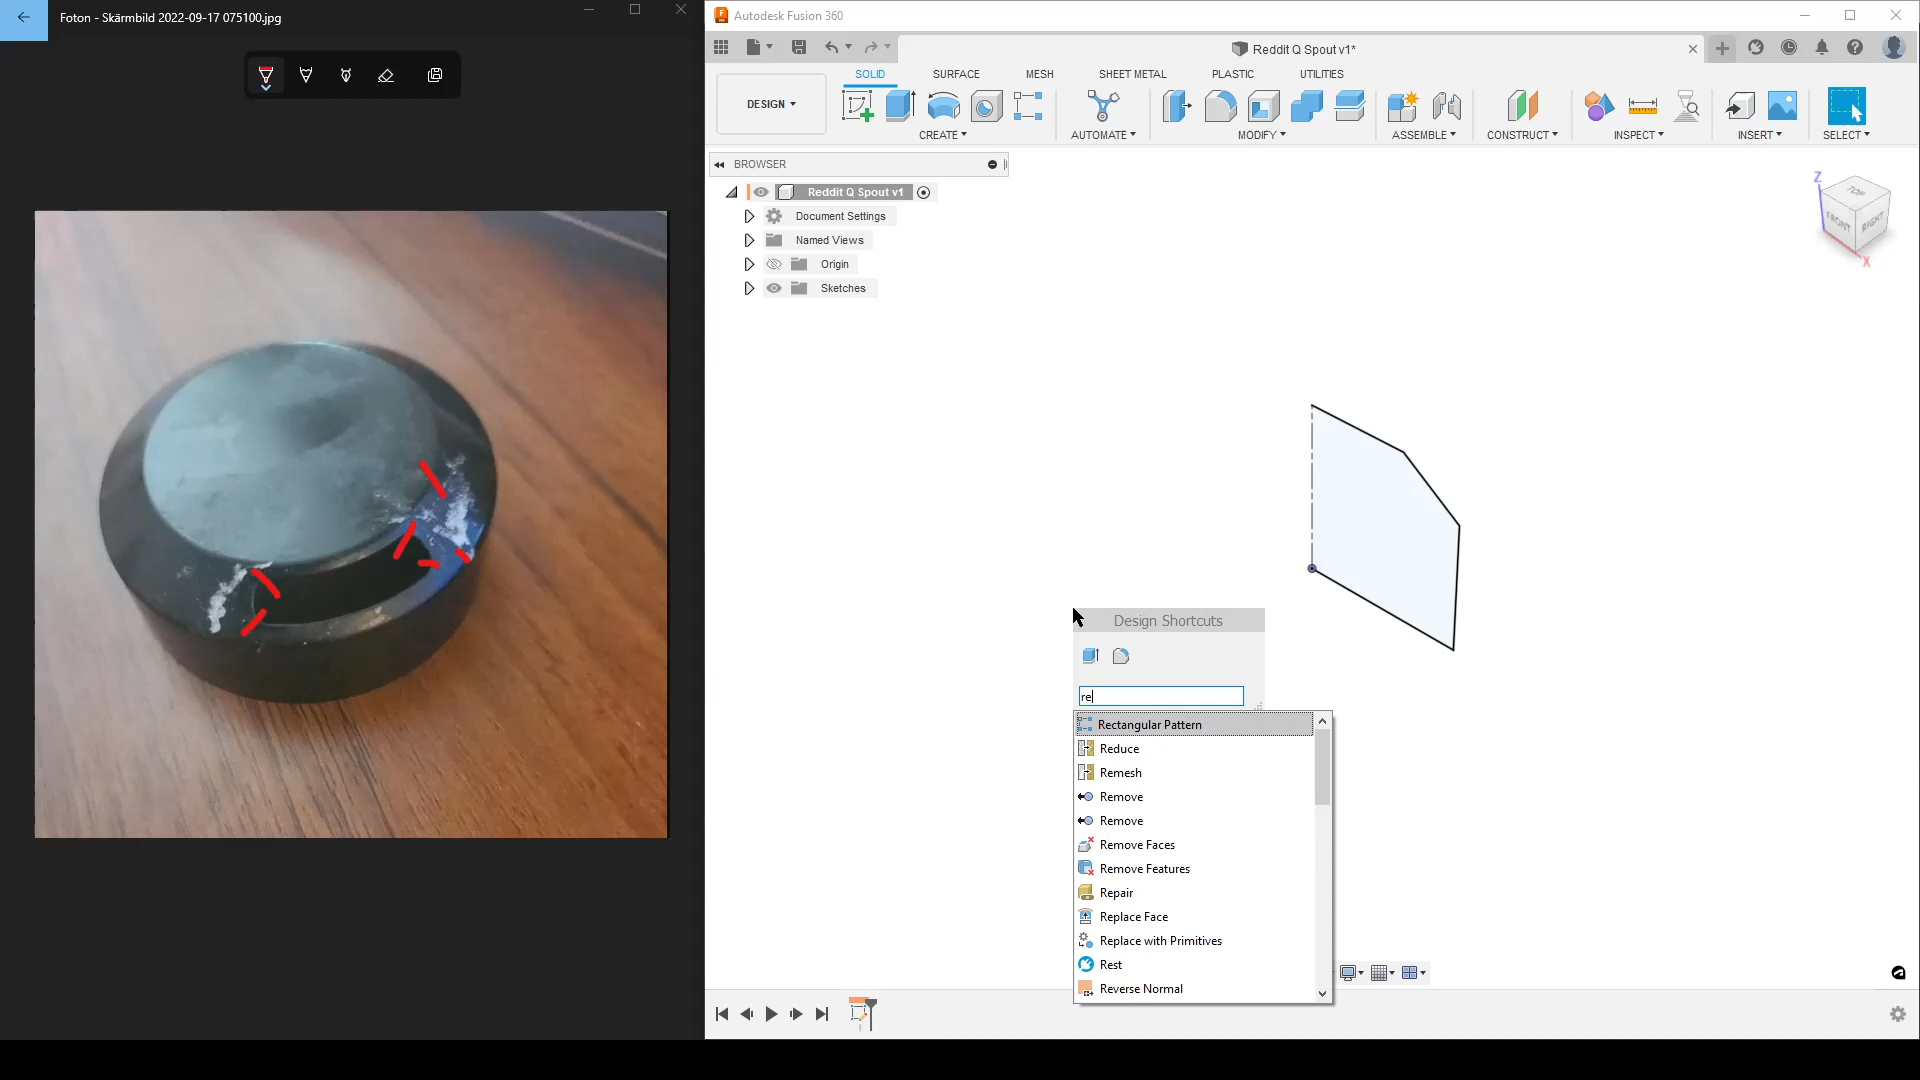 Foton - Skärmbild 2022-09-17 075100.jpg
Autodesk Fusion 360
Reddit Q Spout v1*
SOLID SURFACE MESH SHEET METAL PLASTIC UTILITIES
DESIGN
CREATE AUTOMATE MODIFY ASSEMBLE CONSTRUCT INSPECT INSERT SELECT
BROWSER
Reddit Q Spout v1
Document Settings
Named Views
Origin
Sketches
Z
TOP
FRONT RIGHT
X
Design Shortcuts
re
Rectangular Pattern
Reduce
Remesh
Remove
Remove
Remove Faces
Remove Features
Repair
Replace Face
Replace with Primitives
Rest
Reverse Normal